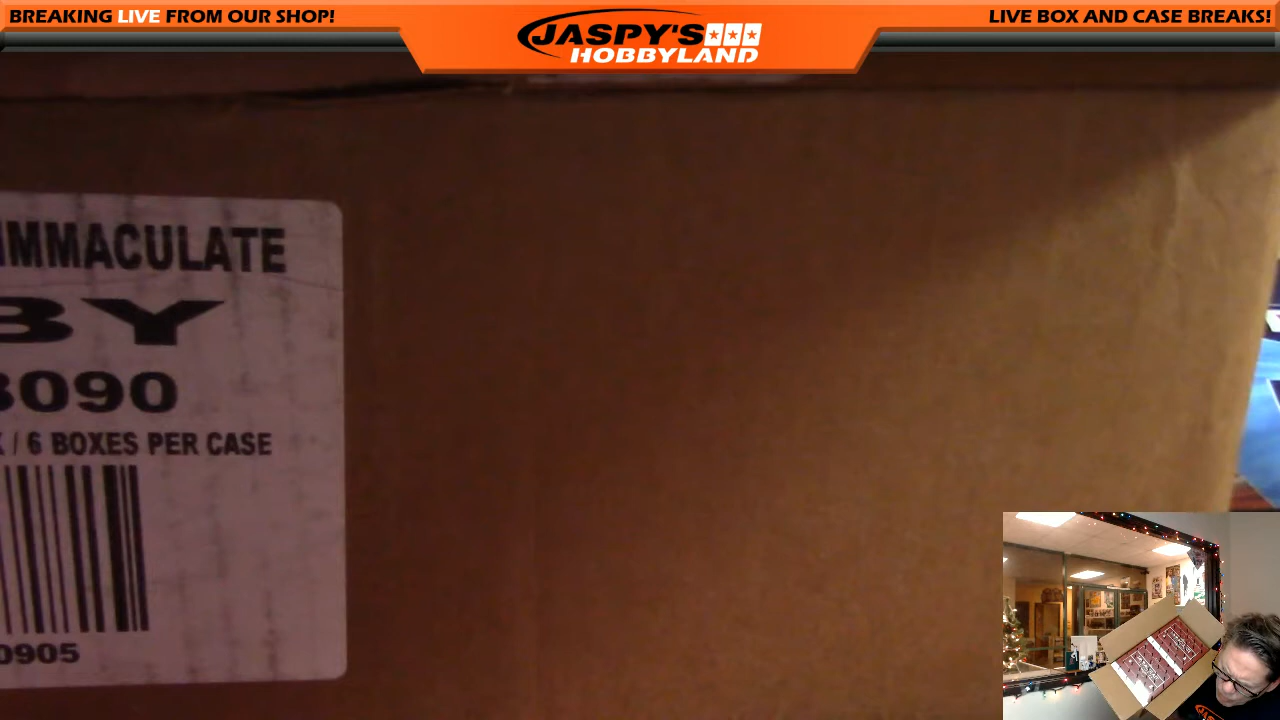 BREAKING LIVE FROM OUR SHOP!
JASPY'S
HOBBYLAND
LIVE BOX AND CASE BREAKS!
IMMACULATE
BY
3090
/ 6 BOXES PER CASE
0905